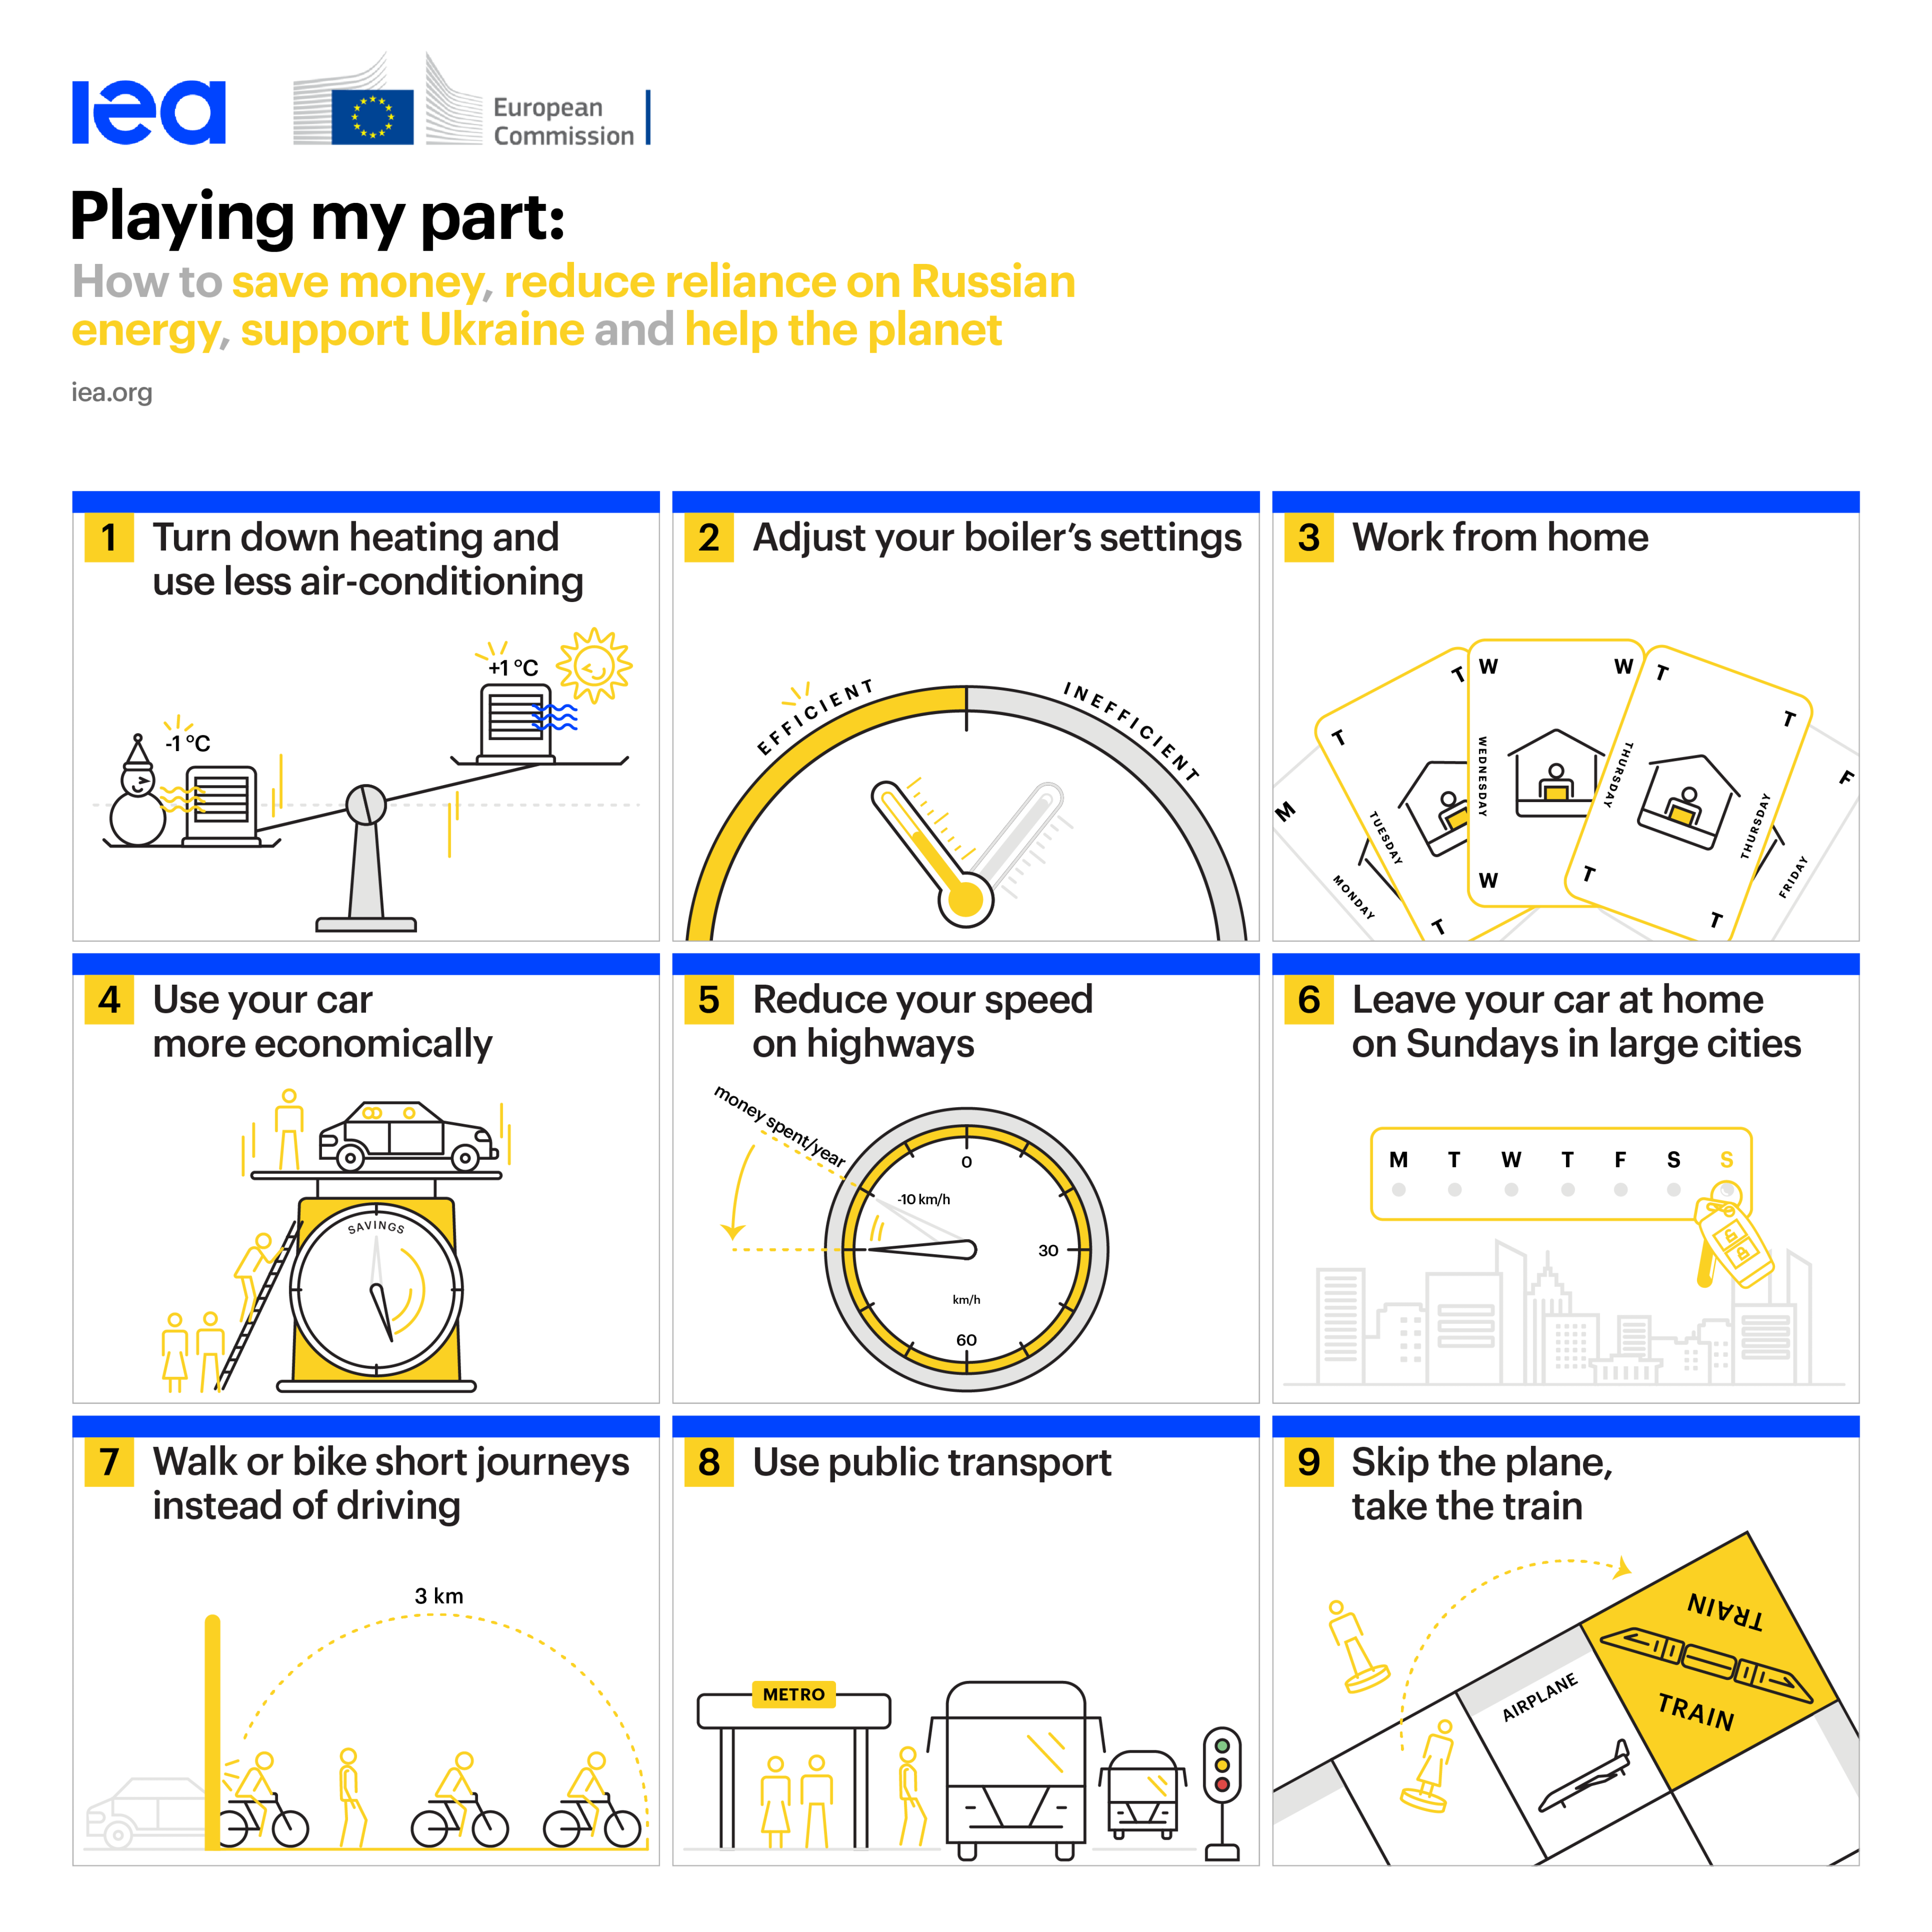 iea
European
Commission
Playing my part:
How to save money, reduce reliance on Russian
energy, support Ukraine and help the planet
iea.org
1
Turn down heating and
use less air-conditioning
-1 °C
+1 °C
2
Adjust your boiler's settings
EFFICIENT
INEFFICIENT
3
Work from home
M
MONDAY
T
T
TUESDAY
T
W
W
WEDNESDAY
W
T
T
THURSDAY
THURSDAY
T
T
F
FRIDAY
4
Use your car
more economically
SAVINGS
5
Reduce your speed
on highways
money spent/year
0
-10 km/h
30
km/h
60
6
Leave your car at home
on Sundays in large cities
M T W T F S S
7
Walk or bike short journeys
instead of driving
3 km
8
Use public transport
METRO
9
Skip the plane,
take the train
TRAIN
AIRPLANE
TRAIN